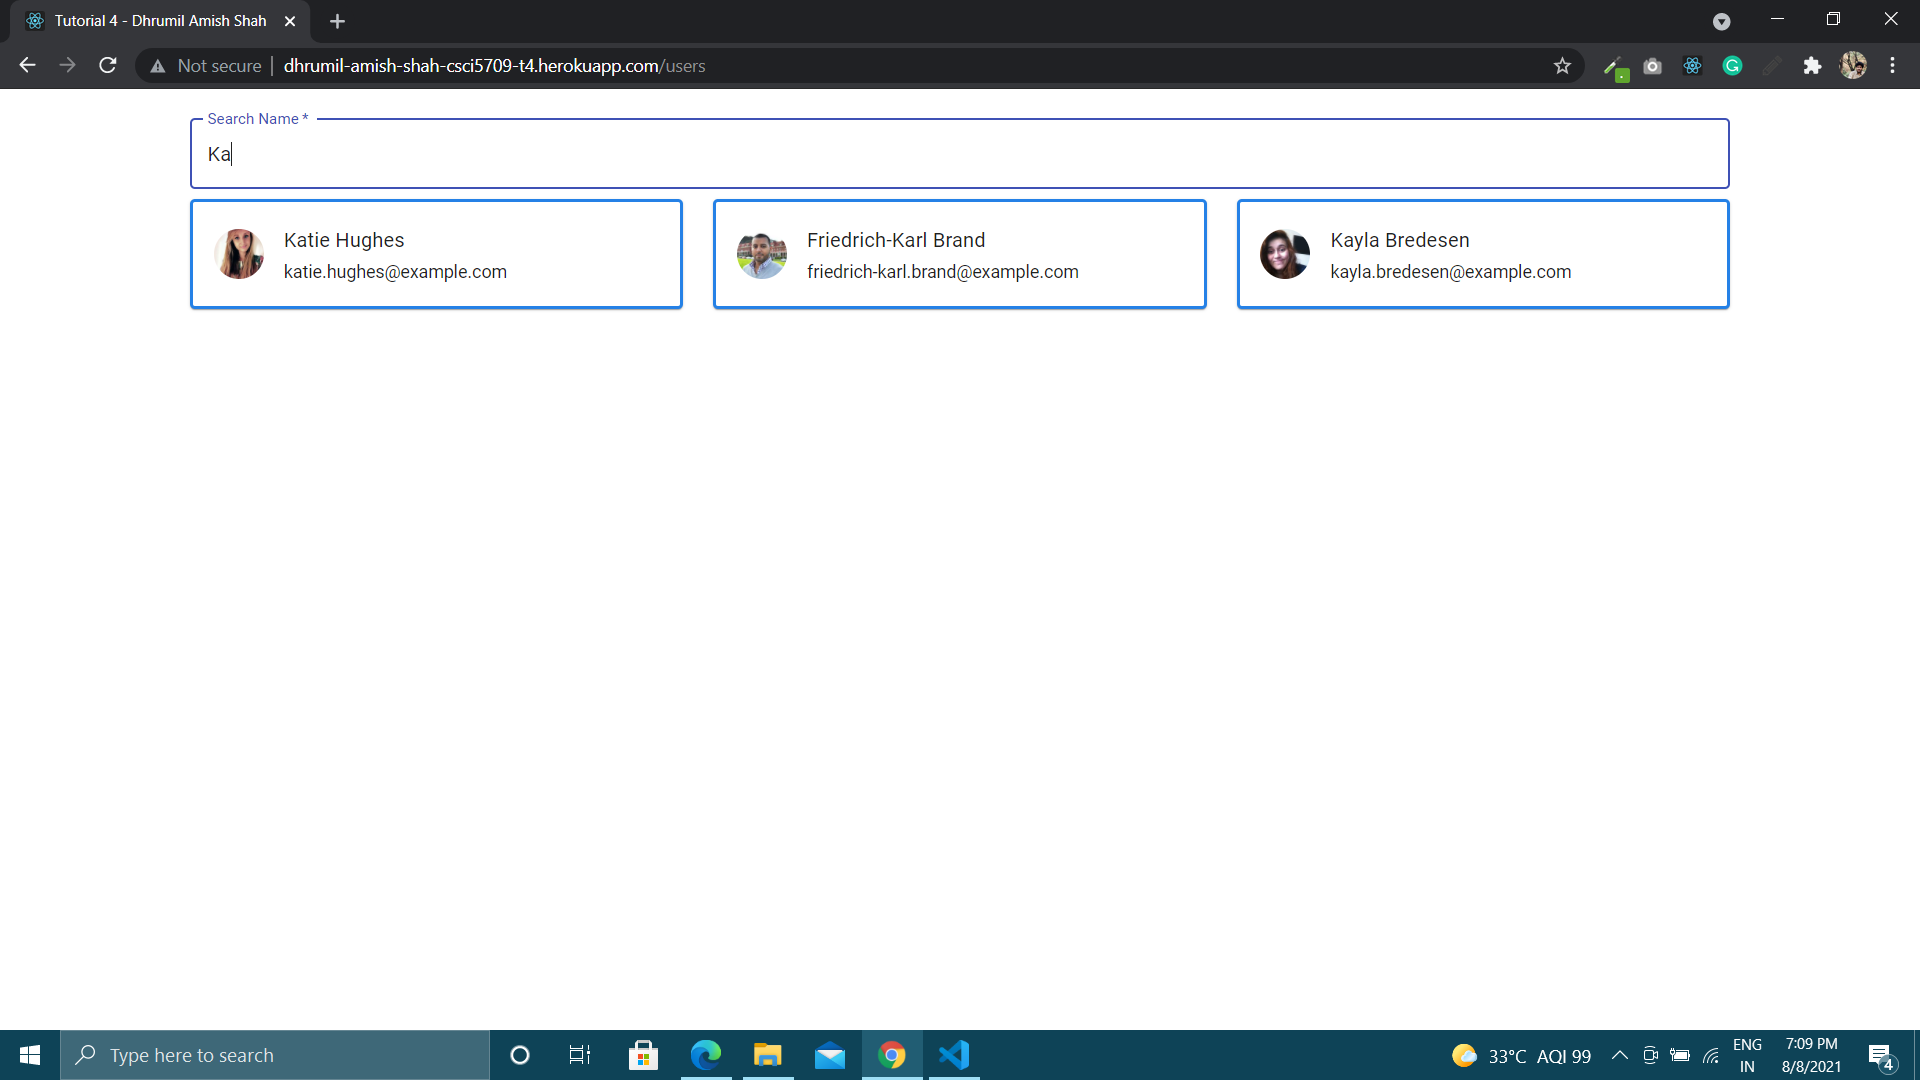 Tutorial 4 - Dhrumil Amish Shah
Not secure dhrumil-amish-shah-csci5709-t4.herokuapp.com/users
Search Name *
Ka
Katie Hughes
katie.hughes@example.com
Friedrich-Karl Brand
friedrich-karl.brand@example.com
Kayla Bredesen
kayla.bredesen@example.com
Type here to search
33°C AQI 99
ENG
IN
7:09 PM
8/8/2021
4